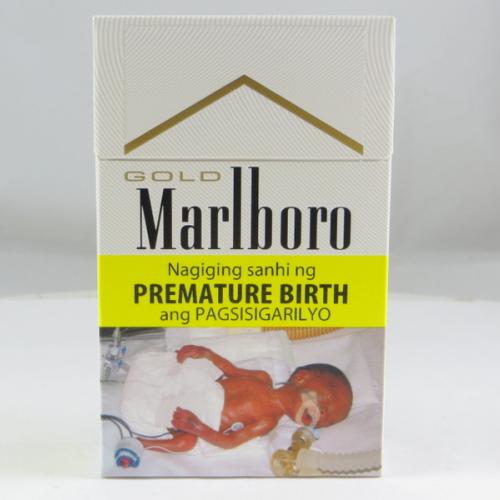 GOLD
Marlboro
Nagiging sanhi ng
PREMATURE BIRTH
ang PAGSISIGARILYO